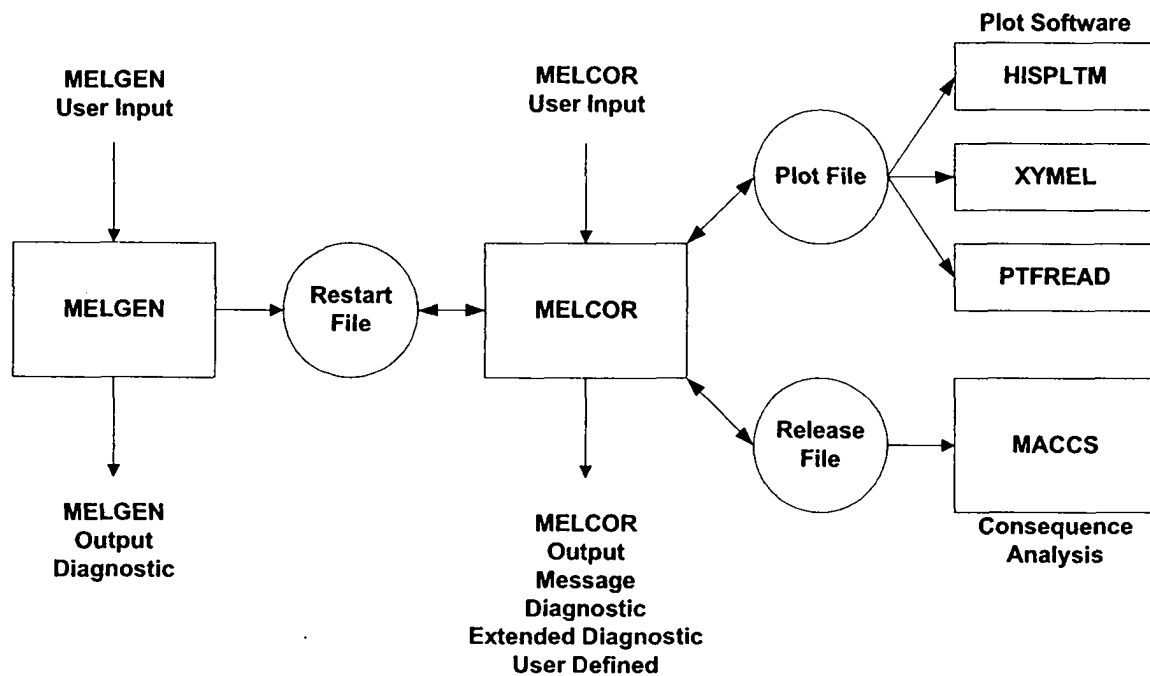 Plot Software
HISPLTM
MELGEN
User Input
MELCOR
User Input
Plot File
XYMEL
PTFREAD
MELGEN
Restart
File
MELCOR
Release
File
MACCS
Consequence
Analysis
MELGEN
Output
Diagnostic
MELCOR
Output
Message
Diagnostic
Extended Diagnostic
User Defined